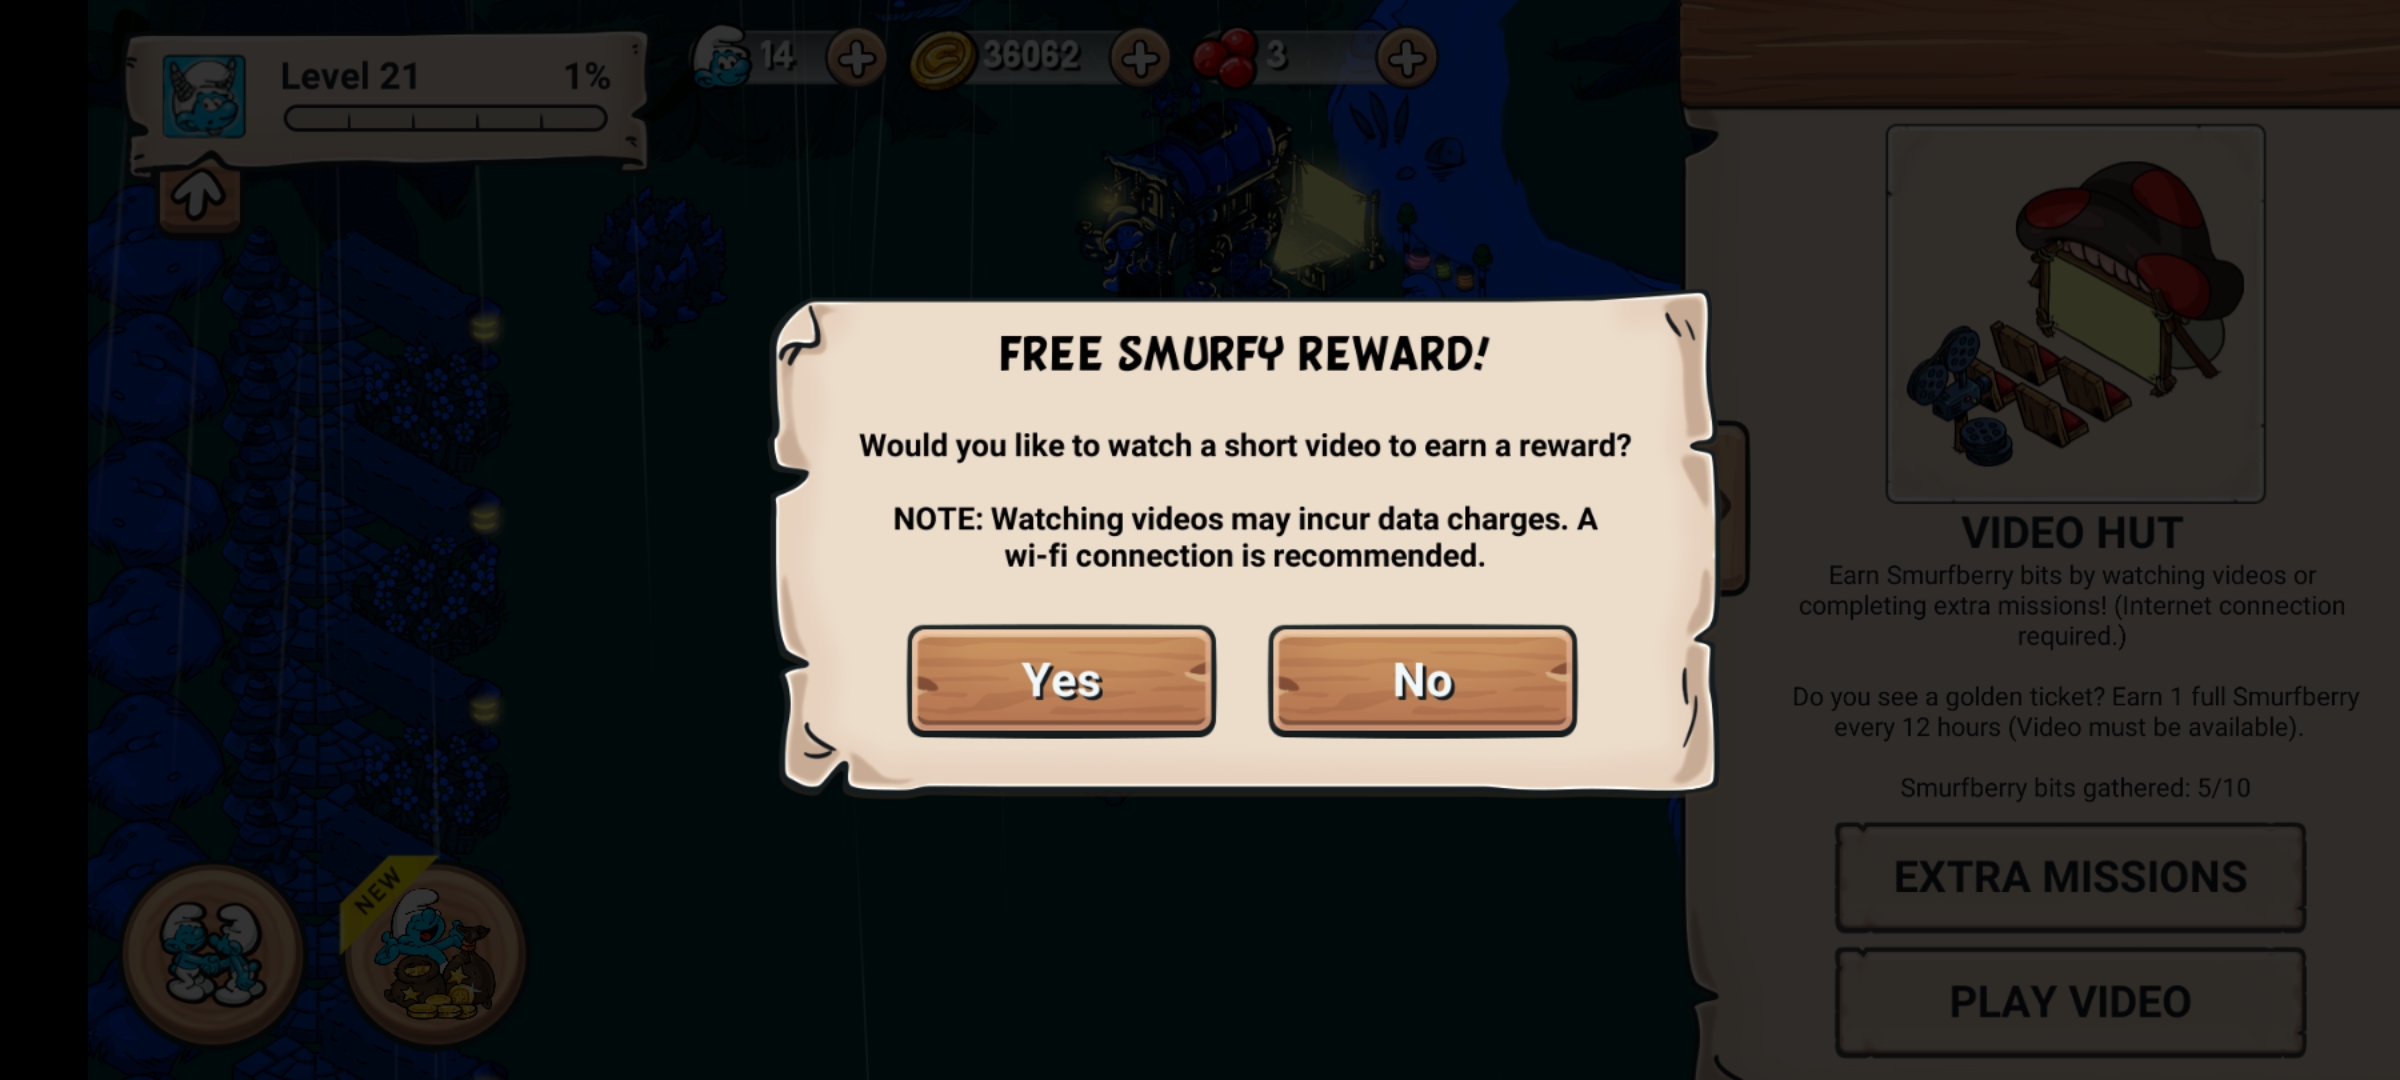 Level 21
1%
14
36062
3
FREE SMURFY REWARD!
Would you like to watch a short video to earn a reward?
NOTE: Watching videos may incur data charges. A
wi-fi connection is recommended.
Yes
No
VIDEO HUT
Earn Smurfberry bits by watching videos or
completing extra missions! (Internet connection
required.)
Do you see a golden ticket? Earn 1 full Smurfberry
every 12 hours (Video must be available).
Smurfberry bits gathered: 5/10
EXTRA MISSIONS
PLAY VIDEO
NEW